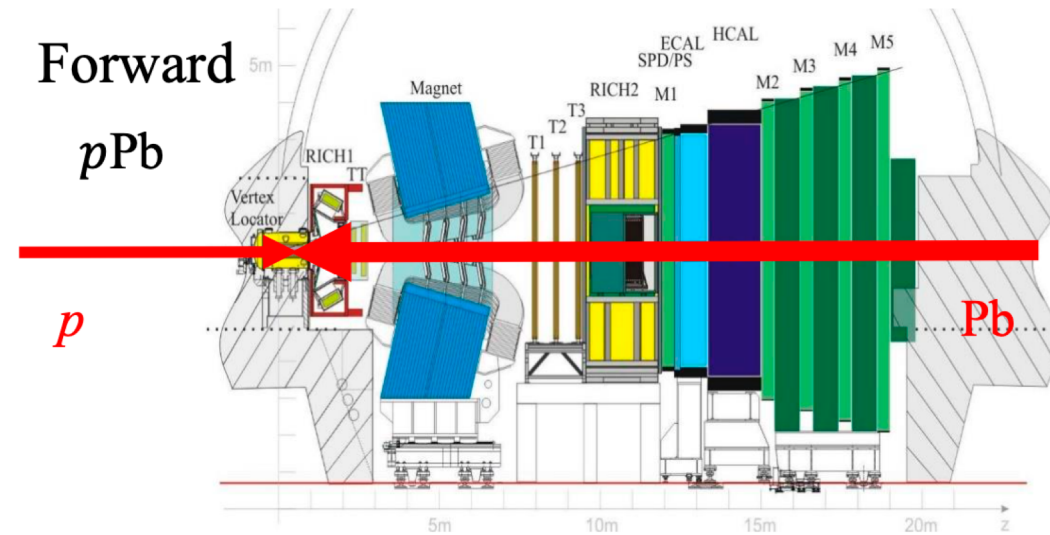 Forward
pPb
5m
Magnet
RICH1
TT
Vertex
Locator
T1
T2
T3
RICH2
SPD/PS
ECAL
HCAL
M1
M2
M3
M4
M5
p
Pb
5m
10m
15m
20m
z